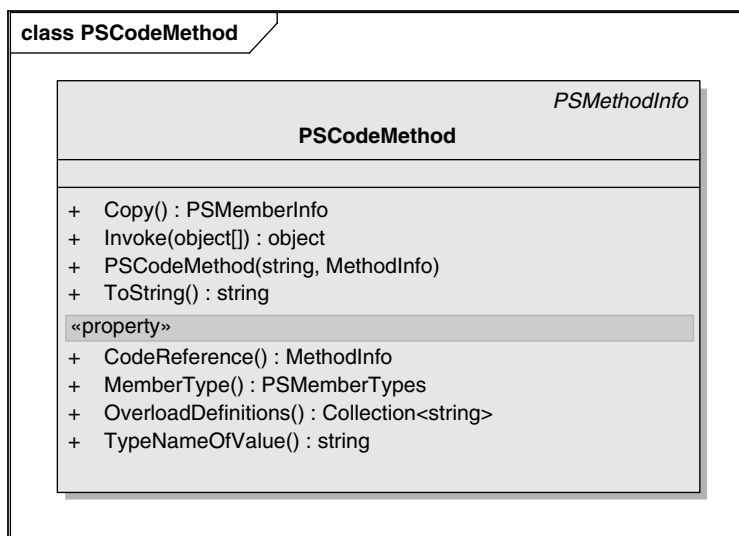 class PSCodeMethod
PSMethodInfo
PSCodeMethod
+ Copy() : PSMemberInfo
+ Invoke(object[]) : object
+ PSCodeMethod(string, MethodInfo)
+ ToString() : string
«property»
+ CodeReference() : MethodInfo
+ MemberType() : PSMemberTypes
+ OverloadDefinitions() : Collection<string>
+ TypeNameOfValue() : string